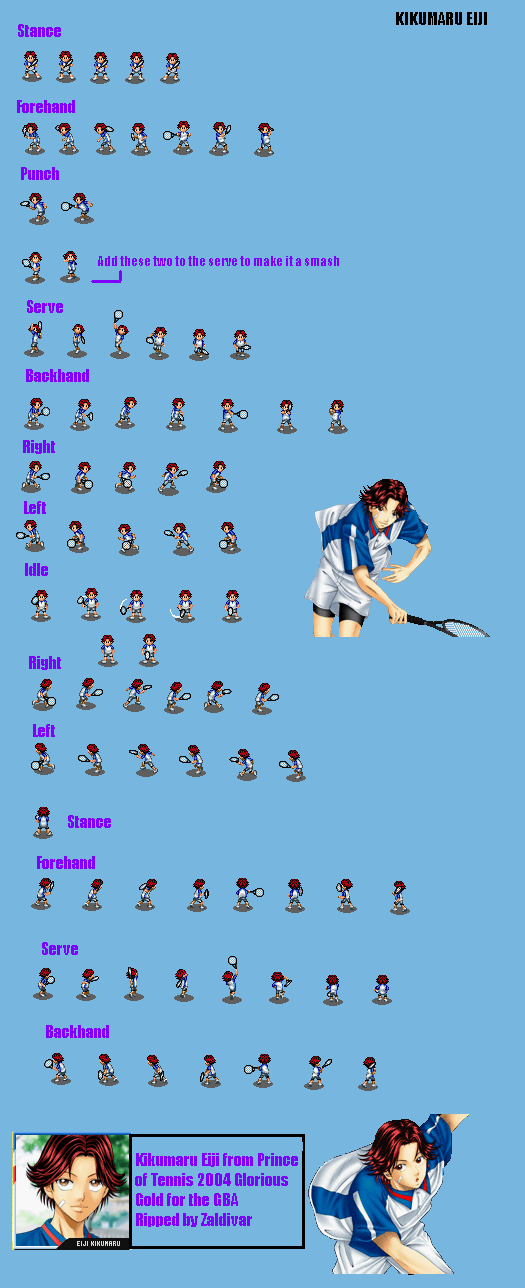 KIKUMARU EIJI
Stance
Forehand
Punch
Add these two to the serve to make it a smash
Serve
Backhand
Right
Left
Idle
Right
Left
Stance
Forehand
Serve
Backhand
Kikumaru Eiji from Prince
of Tennis 2004 Glorious
Gold for the GBA
Ripped by Zaldivar
EIJI KIKUMARU